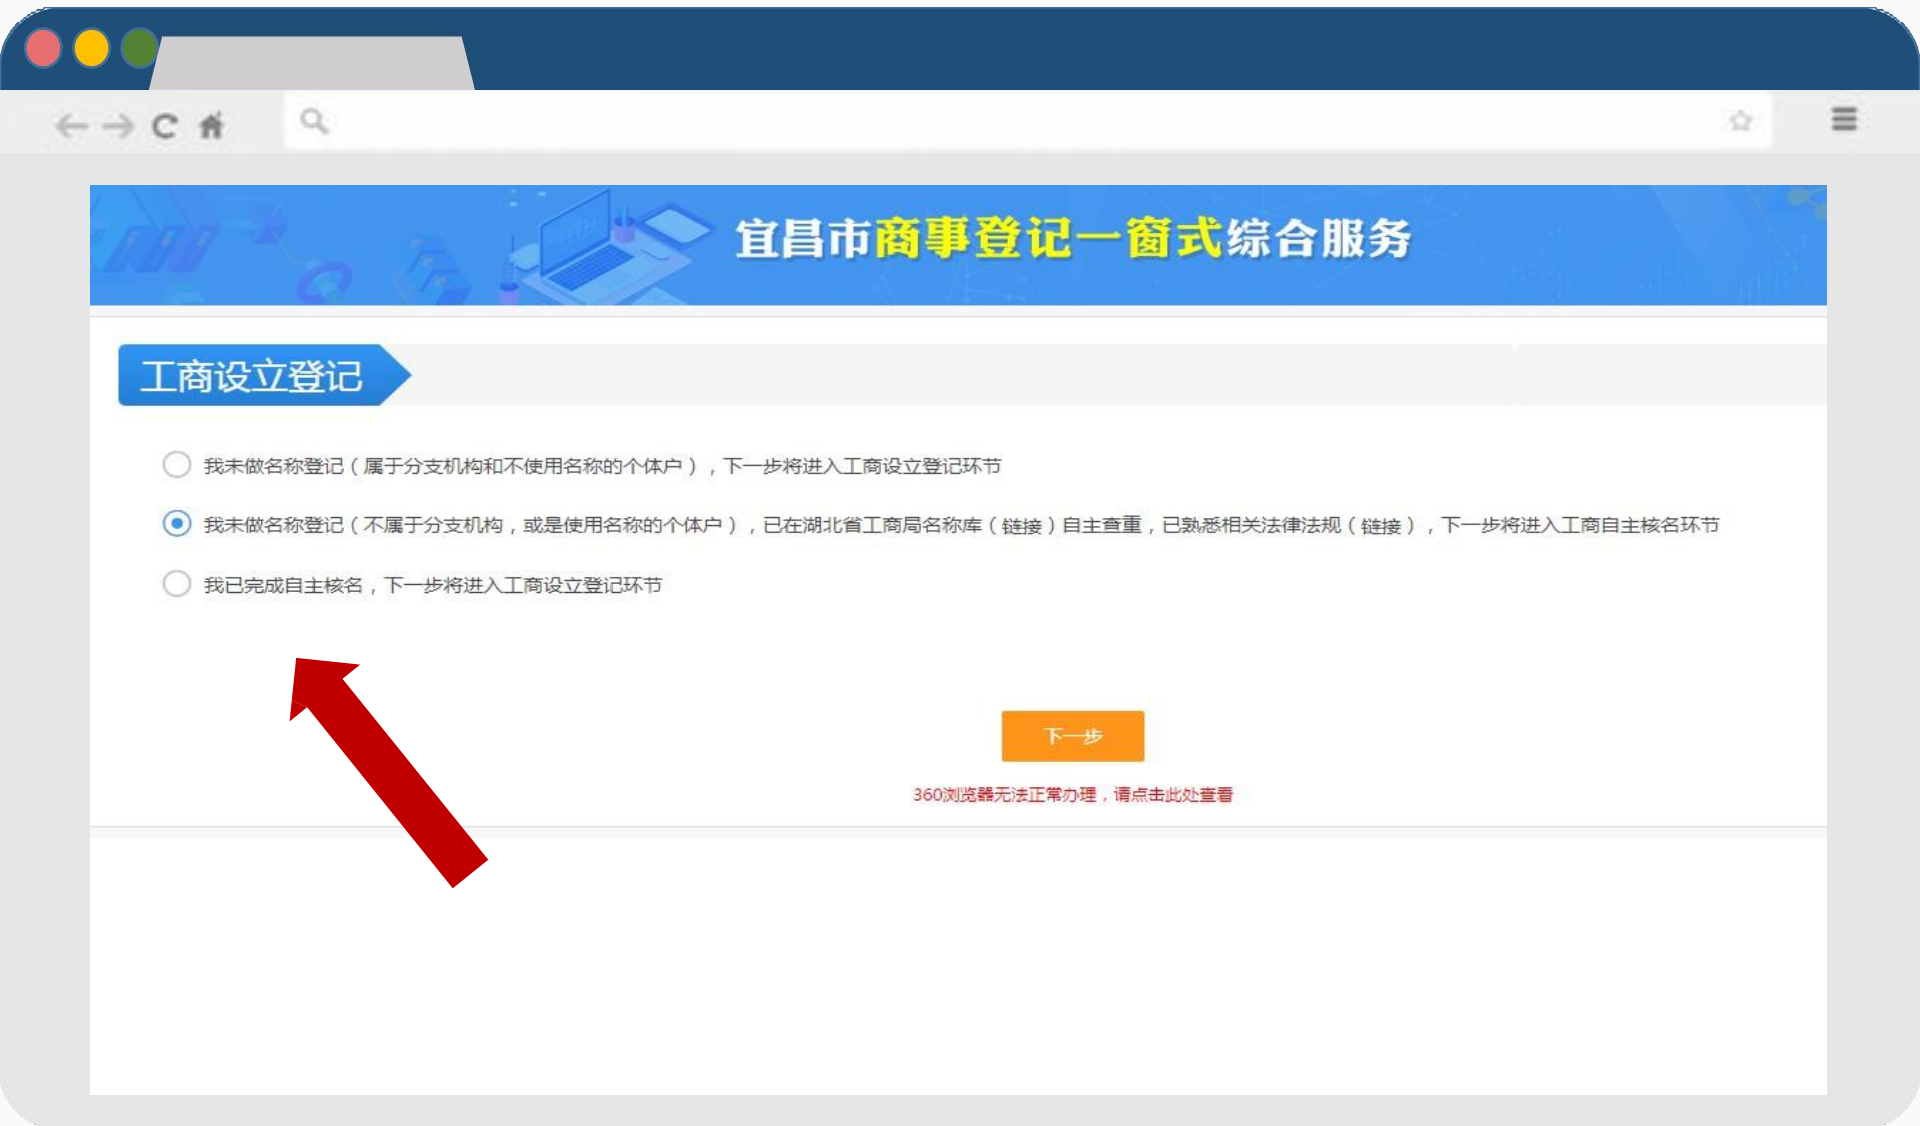 宜昌市商事登记一窗式综合服务
工商设立登记
我未做名称登记（属于分支机构和不使用名称的个体户），下一步将进入工商设立登记环节
我未做名称登记（不属于分支机构，或是使用名称的个体户），已在湖北省工商局名称库（链接）自主查重，已熟悉相关法律法规（链接），下一步将进入工商自主核名环节
我已完成自主核名，下一步将进入工商设立登记环节
下一步
360浏览器无法正常办理，请点击此处查看